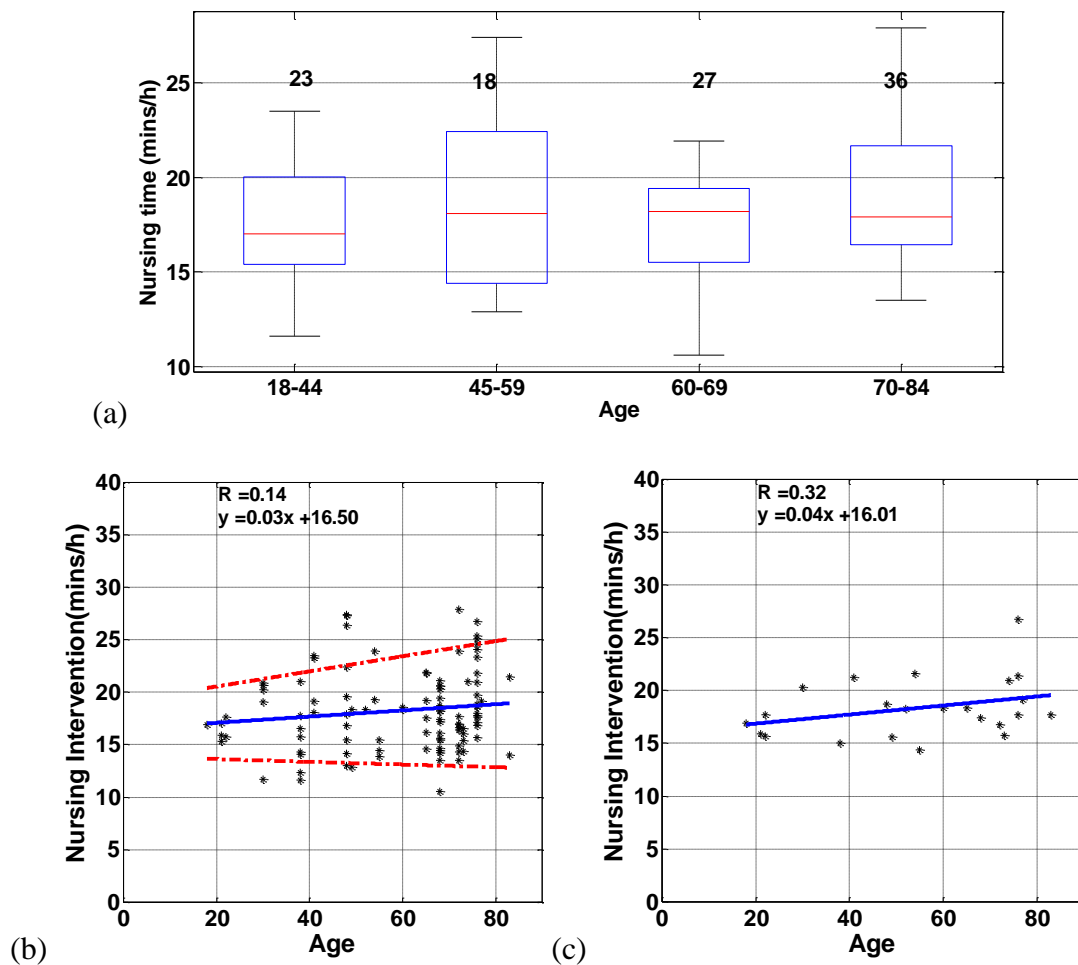 23 18 27 36
25
20
15
10
Nursing time (mins/h)
18-44 45-59 60-69 70-84
Age
(a)
R =0.14
y =0.03x +16.50
40
35
30
25
20
15
10
5
0
Nursing Intervention(mins/h)
0 20 40 60 80
Age
(b)
R =0.32
y =0.04x +16.01
40
35
30
25
20
15
10
5
0
Nursing Intervention(mins/h)
0 20 40 60 80
Age
(c)